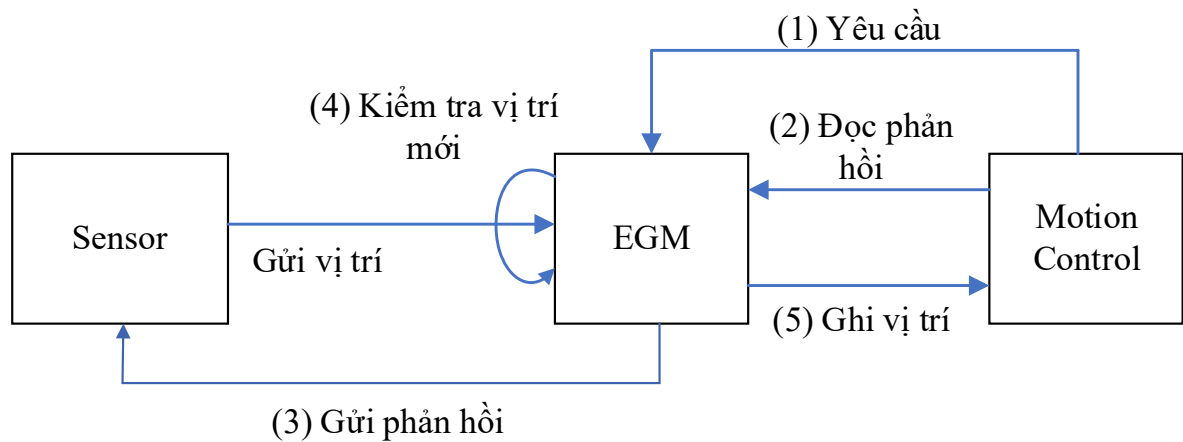 (1) Yêu cầu
(4) Kiểm tra vị trí
mới
(2) Đọc phản
hồi
Sensor
Gửi vị trí
EGM
Motion
Control
(5) Ghi vị trí
(3) Gửi phản hồi